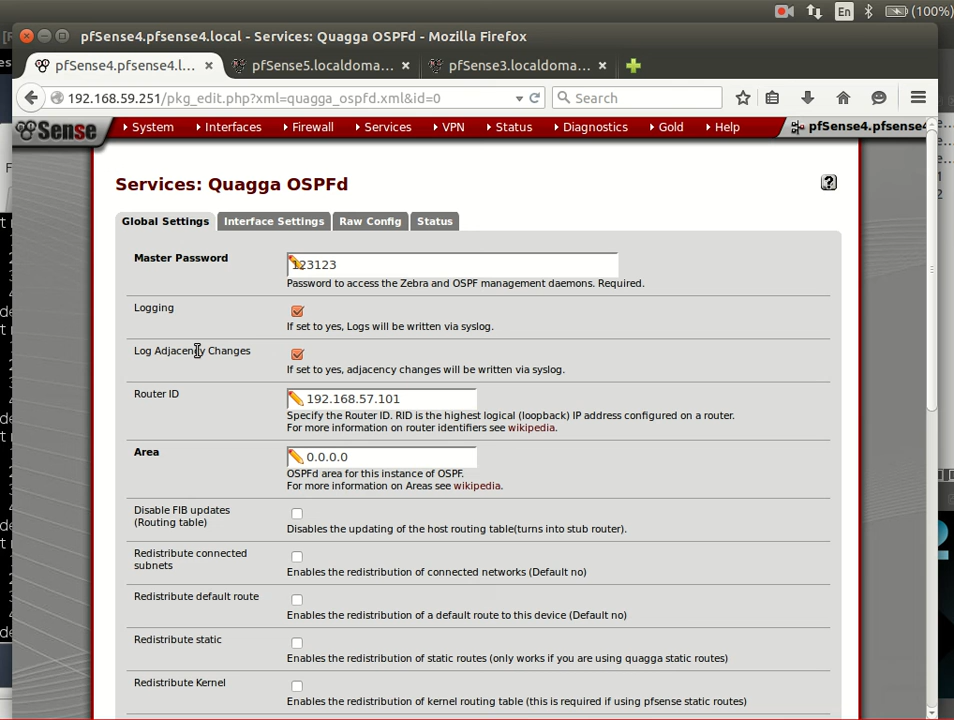 En (100%)
pfSense4.pfsense4.local - Services: Quagga OSPFd - Mozilla Firefox
pfSense4.pfsense4.l... × pfSense5.localdoma... × pfSense3.localdoma... ×
192.168.59.251/pkg_edit.php?xml=quagga_ospfd.xml&id=0 Search
Sense System Interfaces Firewall Services VPN Status Diagnostics Gold Help pfSense4.pfsense4
Services: Quagga OSPFd ?
Global Settings Interface Settings Raw Config Status
Master Password 123123
Password to access the Zebra and OSPF management daemons. Required.
Logging
If set to yes, Logs will be written via syslog.
Log Adjacency Changes
If set to yes, adjacency changes will be written via syslog.
Router ID 192.168.57.101
Specify the Router ID. RID is the highest logical (loopback) IP address configured on a router.
For more information on router identifiers see wikipedia.
Area 0.0.0.0
OSPFd area for this instance of OSPF.
For more information on Areas see wikipedia.
Disable FIB updates
(Routing table)
Disables the updating of the host routing table(turns into stub router).
Redistribute connected
subnets
Enables the redistribution of connected networks (Default no)
Redistribute default route
Enables the redistribution of a default route to this device (Default no)
Redistribute static
Enables the redistribution of static routes (only works if you are using quagga static routes)
Redistribute Kernel
Enables the redistribution of kernel routing table (this is required if using pfsense static routes)